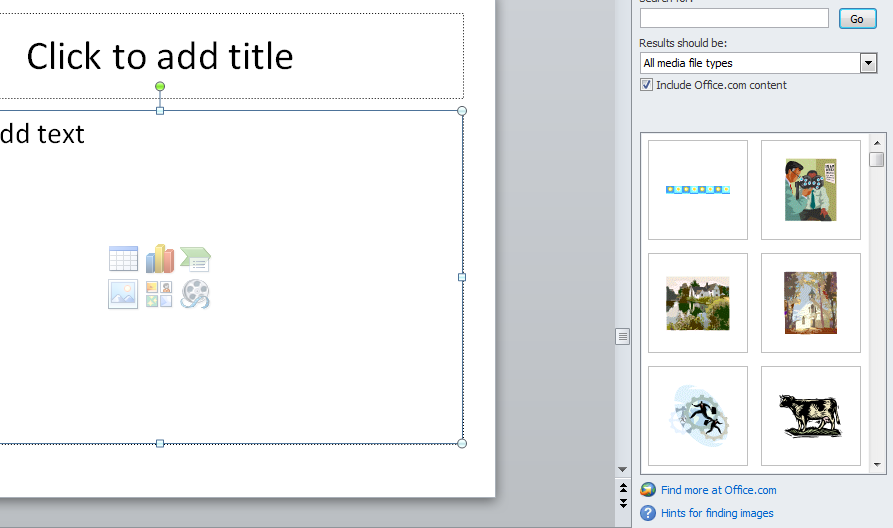 Search for:
Go
Click to add title
Results should be:
All media file types
Include Office.com content
dd text
Find more at Office.com
Hints for finding images